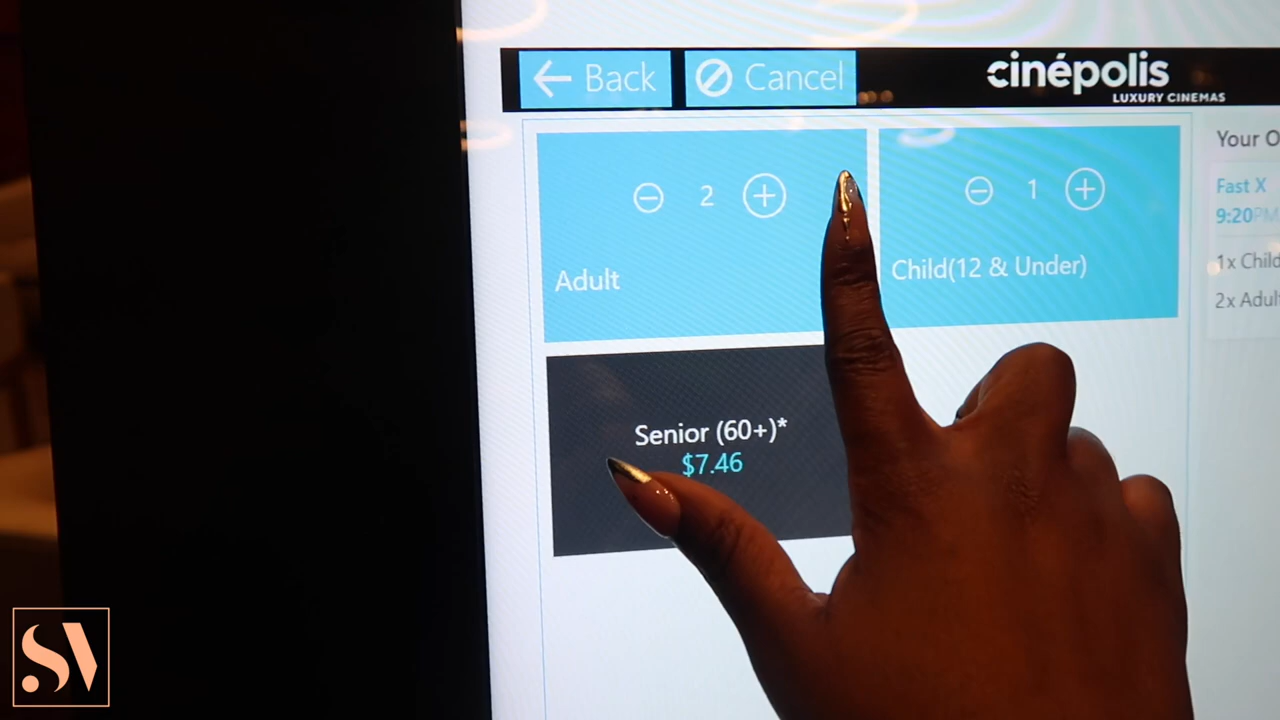 Back
Cancel
cinépolis
LUXURY CINEMAS
2
1
Adult
Child(12 & Under)
Senior (60+)*
$7.46
Your
Fast X
9:20PM
1x Child
2x Adult
SV